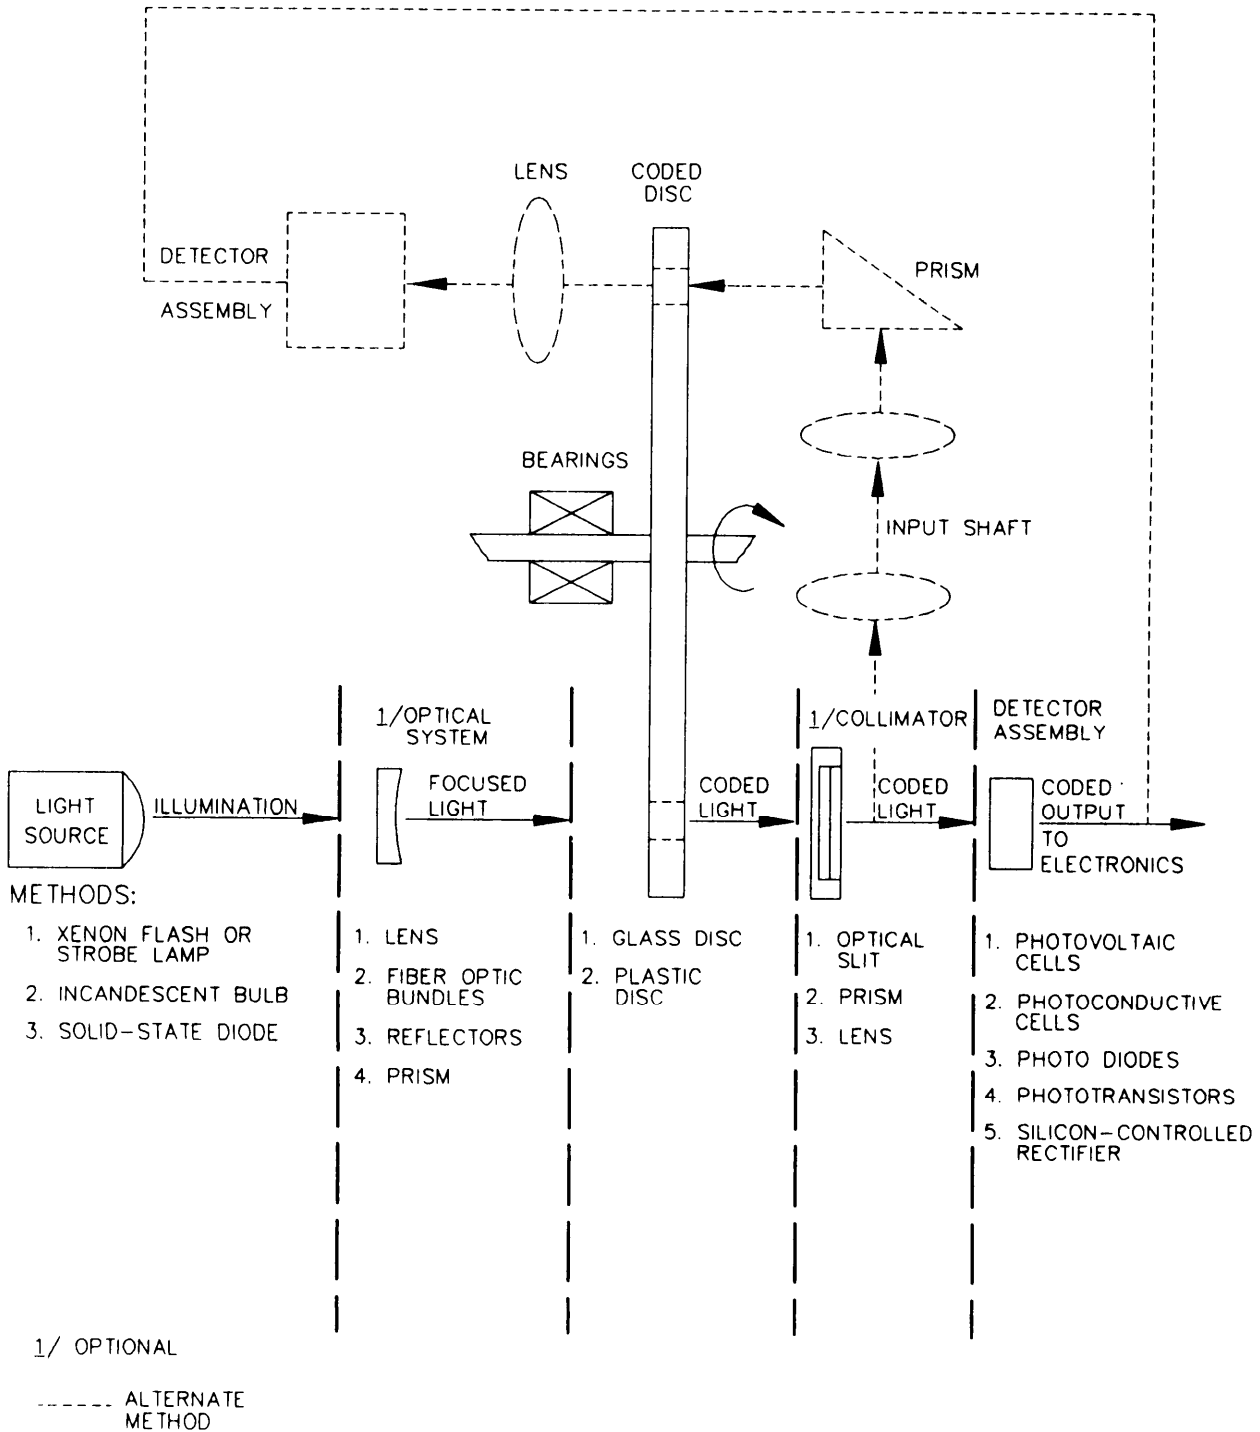 LENS
CODED
DISC
DETECTOR
ASSEMBLY
PRISM
BEARINGS
INPUT SHAFT
1/OPTICAL
SYSTEM
1/COLLIMATOR
DETECTOR
ASSEMBLY
LIGHT
SOURCE
ILLUMINATION
FOCUSED
LIGHT
CODED
LIGHT
CODED
LIGHT
CODED
OUTPUT
TO
ELECTRONICS
METHODS:
1. XENON FLASH OR
STROBE LAMP
2. INCANDESCENT BULB
3. SOLID-STATE DIODE
1. LENS
2. FIBER OPTIC
BUNDLES
3. REFLECTORS
4. PRISM
1. GLASS DISC
2. PLASTIC
DISC
1. OPTICAL
SLIT
2. PRISM
3. LENS
1. PHOTOVOLTAIC
CELLS
2. PHOTOCONDUCTIVE
CELLS
3. PHOTO DIODES
4. PHOTOTRANSISTORS
5. SILICON-CONTROLLED
RECTIFIER
1/ OPTIONAL
ALTERNATE
METHOD